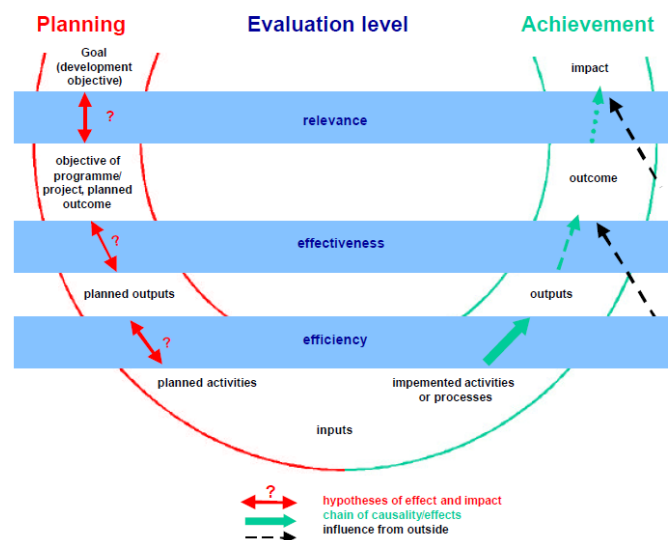 Planning Evaluation level Achievement
Goal
(development
objective)
impact
?
relevance
objective of
programme/
project, planned
outcome
outcome
?
effectiveness
planned outputs
outputs
?
efficiency
planned activities
impemented activities
or processes
inputs
?
hypotheses of effect and impact
chain of causality/effects
influence from outside